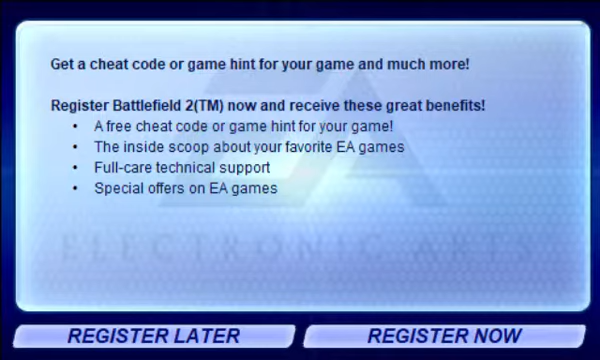 Get a cheat code or game hint for your game and much more!
Register Battlefield 2(TM) now and receive these great benefits!
• A free cheat code or game hint for your game!
• The inside scoop about your favorite EA games
• Full-care technical support
• Special offers on EA games
EA
ELECTRONIC ARTS
REGISTER LATER
REGISTER NOW